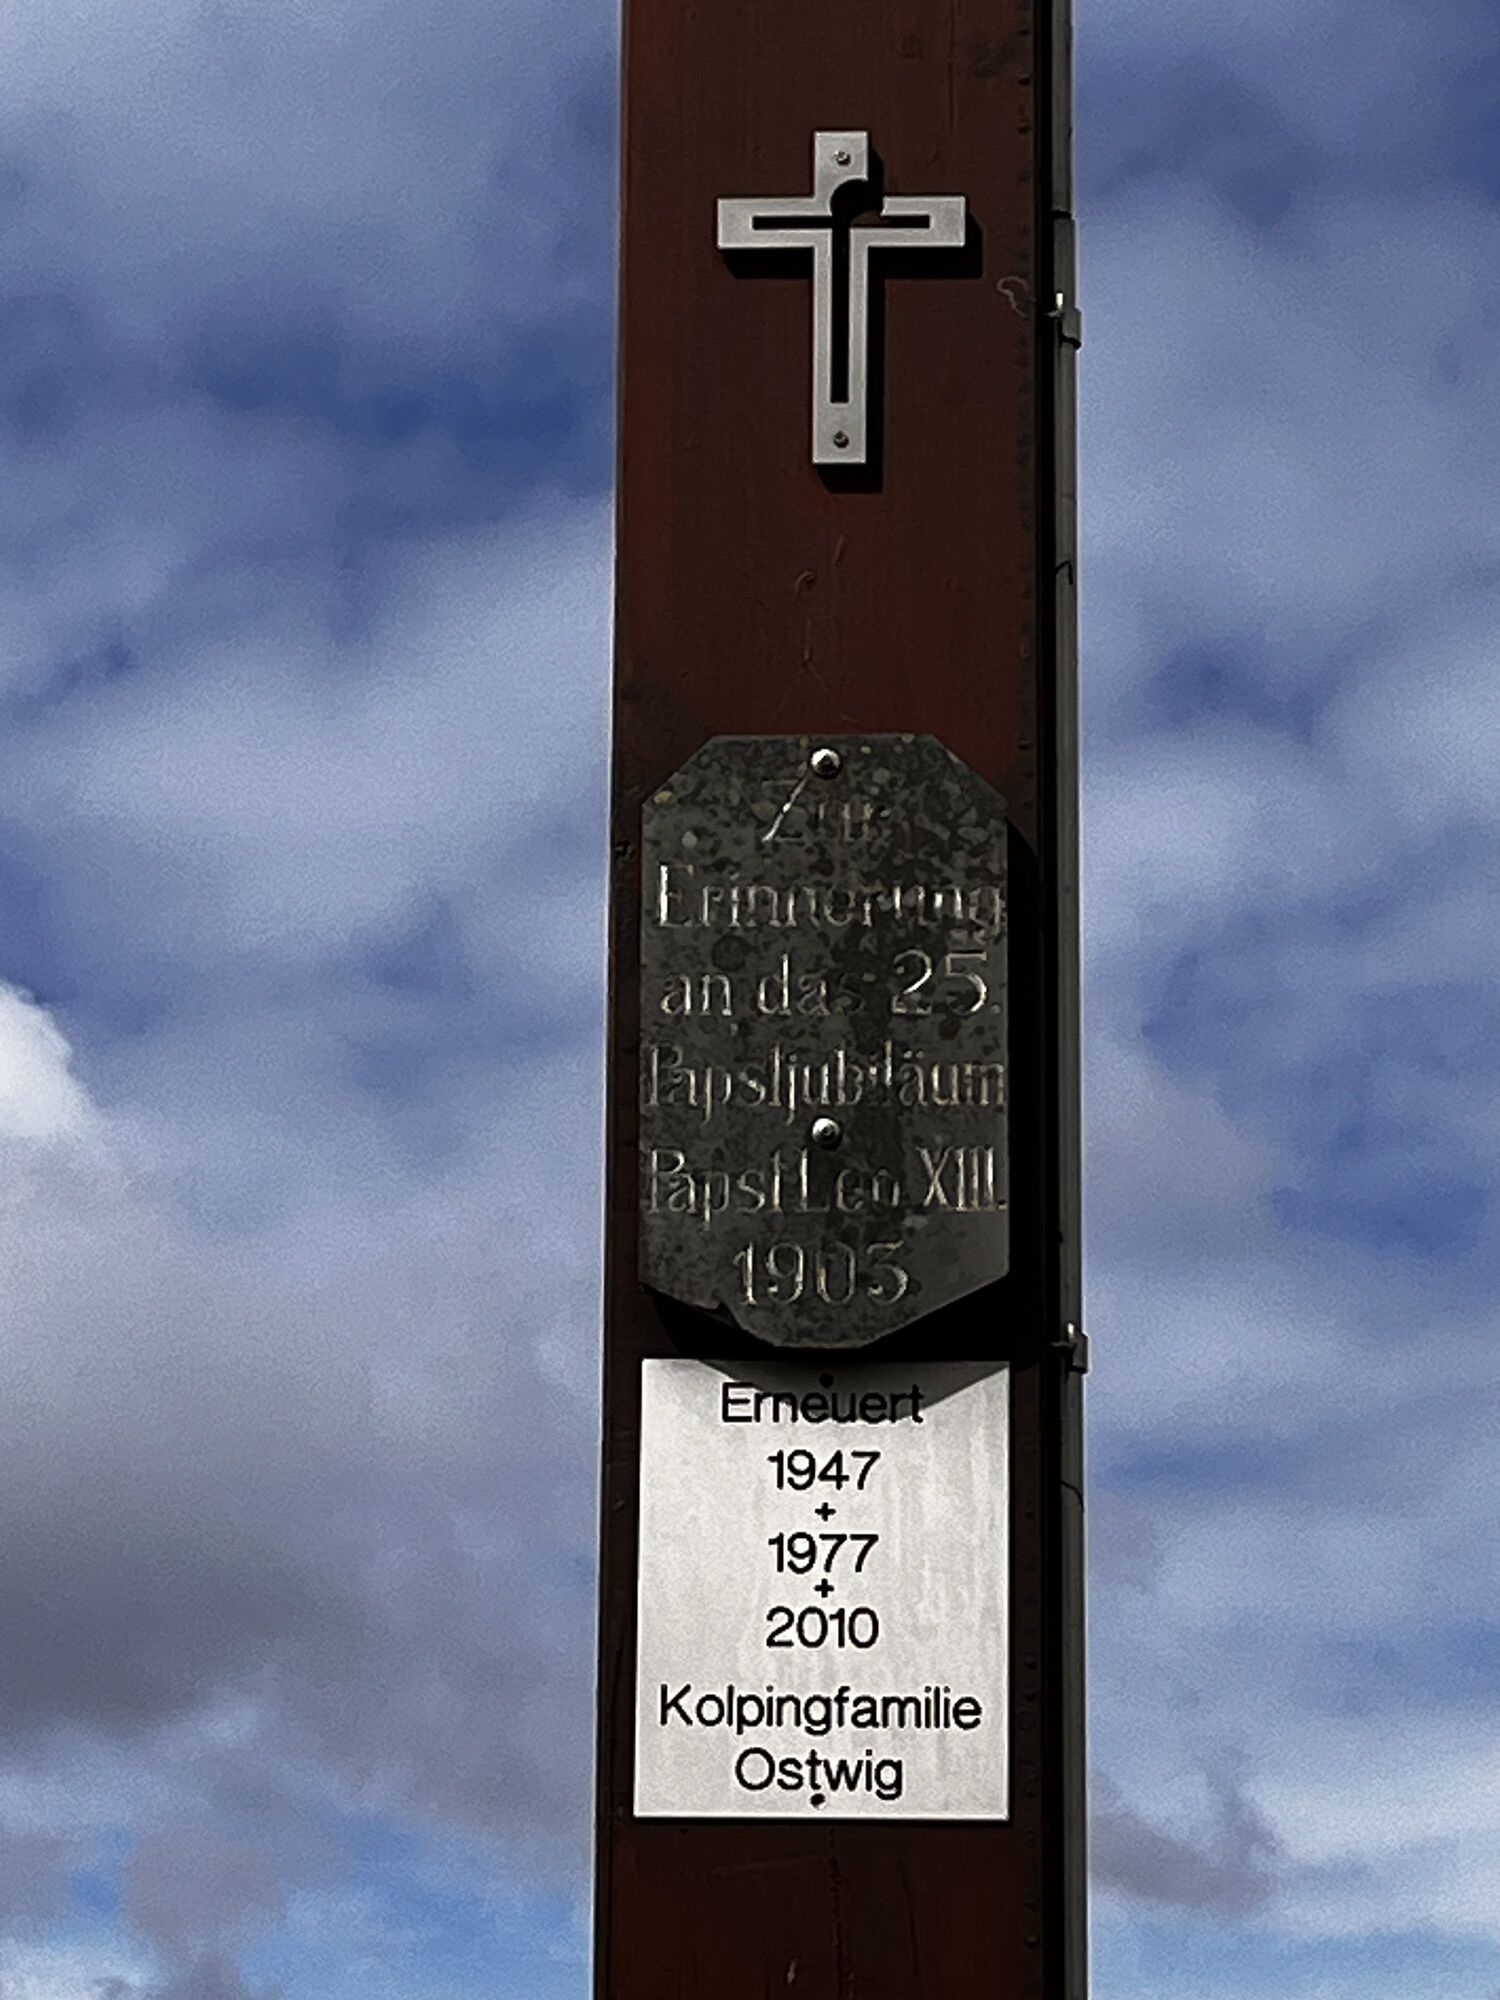 Zur
Erinnerung
an das 25.
Papstjubiläum
Papst Leo XIII.
1903
Erneuert
1947
+
1977
+
2010
Kolpingfamilie
Ostwig